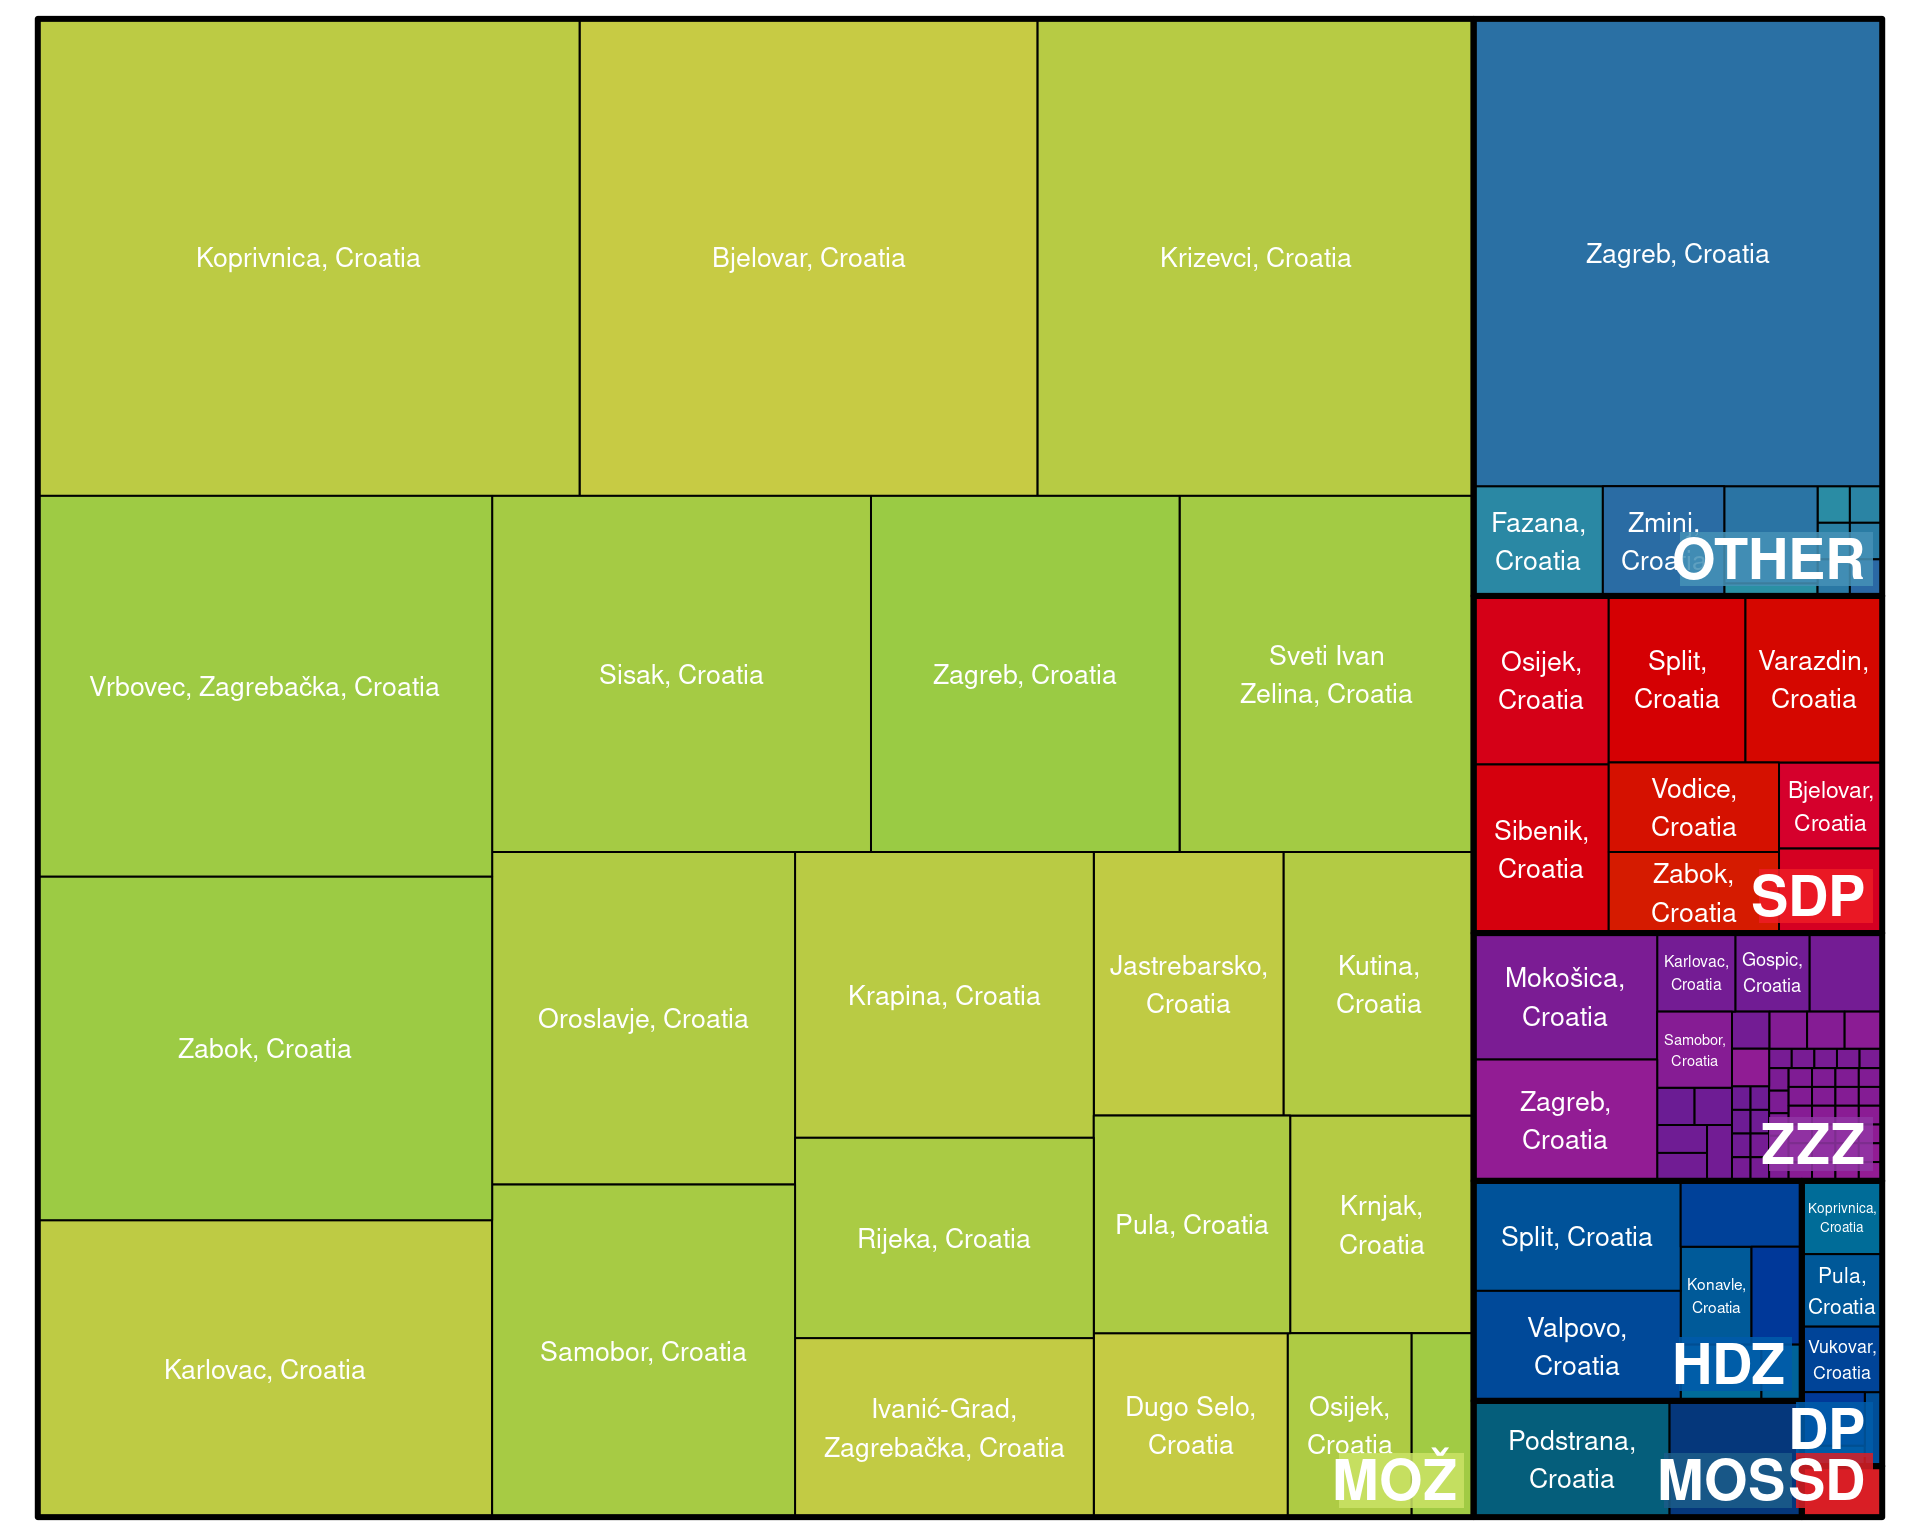 Koprivnica, Croatia
Bjelovar, Croatia
Krizevci, Croatia
Vrbovec, Zagrebačka, Croatia
Sisak, Croatia
Zagreb, Croatia
Sveti Ivan
Zelina, Croatia
Zabok, Croatia
Karlovac, Croatia
Oroslavje, Croatia
Samobor, Croatia
Krapina, Croatia
Rijeka, Croatia
Ivanić-Grad,
Zagrebačka, Croatia
Jastrebarsko,
Croatia
Kutina,
Croatia
Pula, Croatia
Krnjak,
Croatia
Dugo Selo,
Croatia
Osijek,
Croatia
MOŽ
Zagreb, Croatia
Fazana,
Croatia
Zmini,
Croatia
OTHER
Osijek,
Croatia
Split,
Croatia
Varazdin,
Croatia
Sibenik,
Croatia
Vodice,
Croatia
Bjelovar,
Croatia
Zabok,
Croatia
SDP
Mokošica,
Croatia
Zagreb,
Croatia
Karlovac,
Croatia
Gospic,
Croatia
Samobor,
Croatia
ZZZ
Split, Croatia
Valpovo,
Croatia
Konavle,
Croatia
HDZ
Koprivnica,
Croatia
Pula,
Croatia
Vukovar,
Croatia
DP
Podstrana,
Croatia
MOS
SD